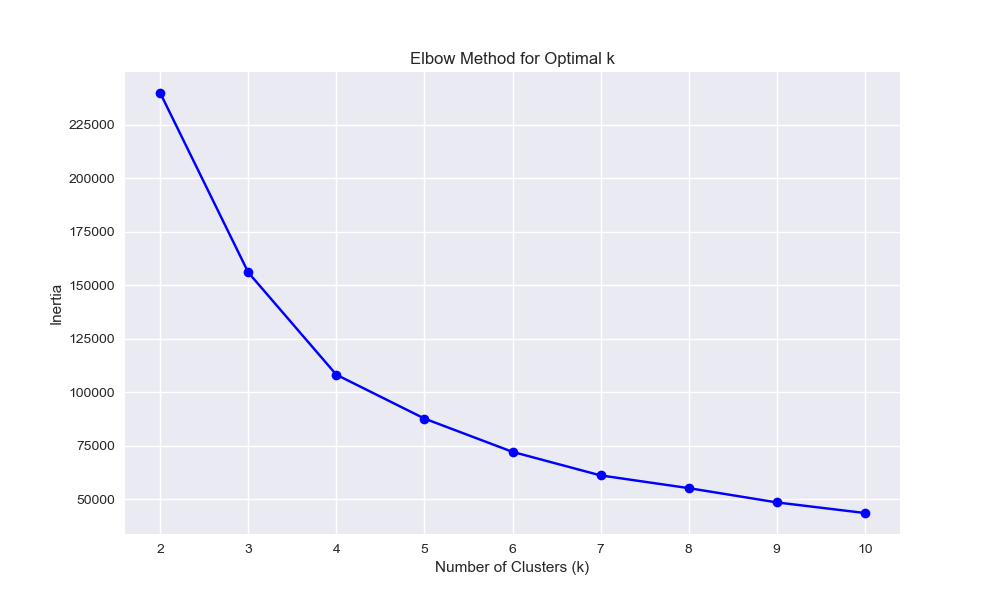 Elbow Method for Optimal k
225000
200000
175000
150000
125000
100000
75000
50000
Inertia
2 3 4 5 6 7 8 9 10
Number of Clusters (k)